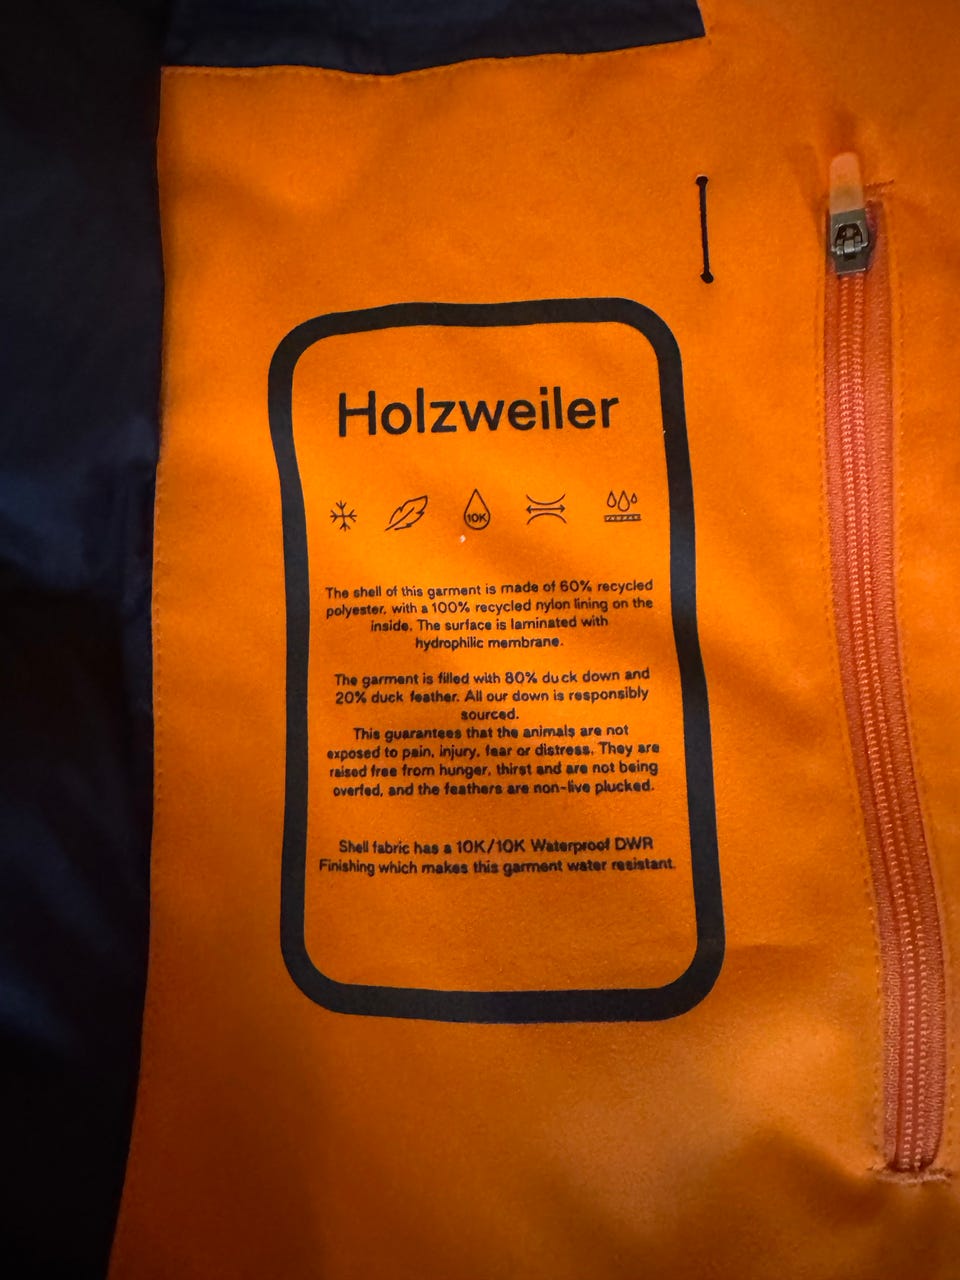 Holzweiler
10K
The shell of this garment is made of 60% recycled
polyester, with a 100% recycled nylon lining on the
inside. The surface is laminated with
hydrophilic membrane.
The garment is filled with 80% duck down and
20% duck feather. All our down is responsibly
sourced.
This guarantees that the animals are not
exposed to pain, injury, fear or distress. They are
raised free from hunger, thirst and are not being
overfed, and the feathers are non-live plucked.
Shell fabric has a 10K/10K Waterproof DWR
Finishing which makes this garment water resistant.